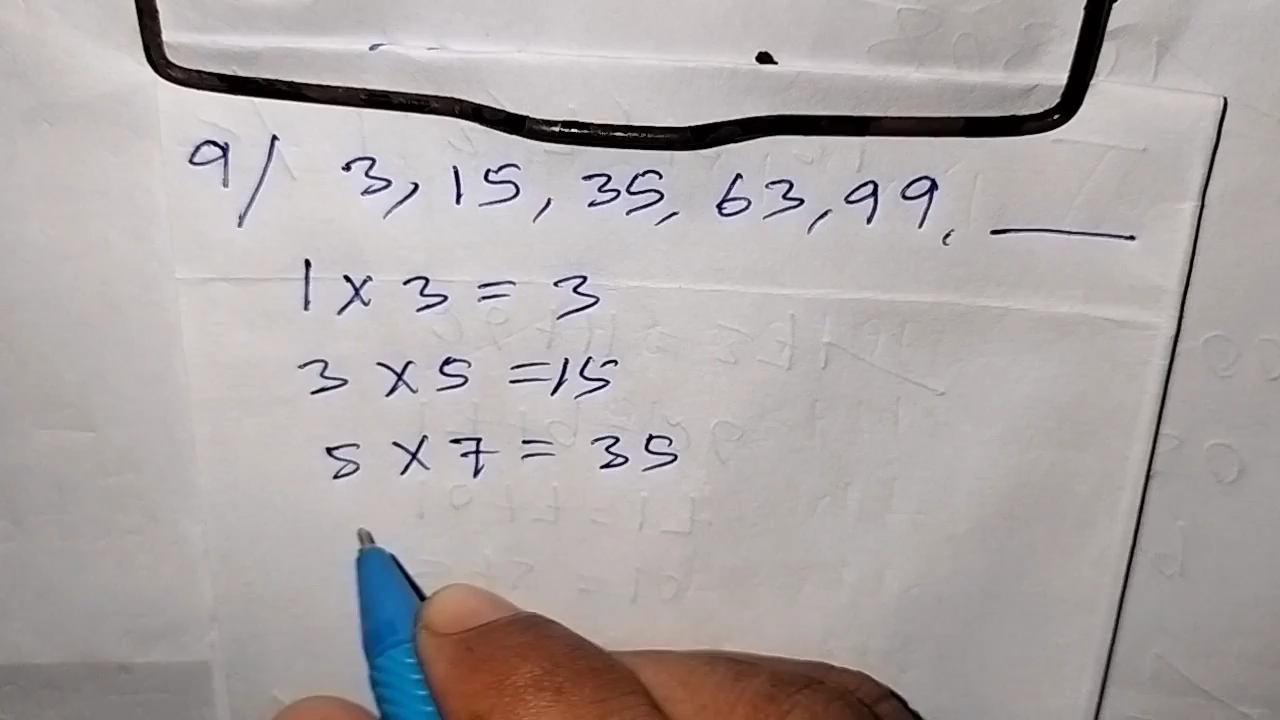 9/ 3, 15, 35, 63, 99, ___
1 x 3 = 3
3 x 5 = 15
5 x 7 = 35